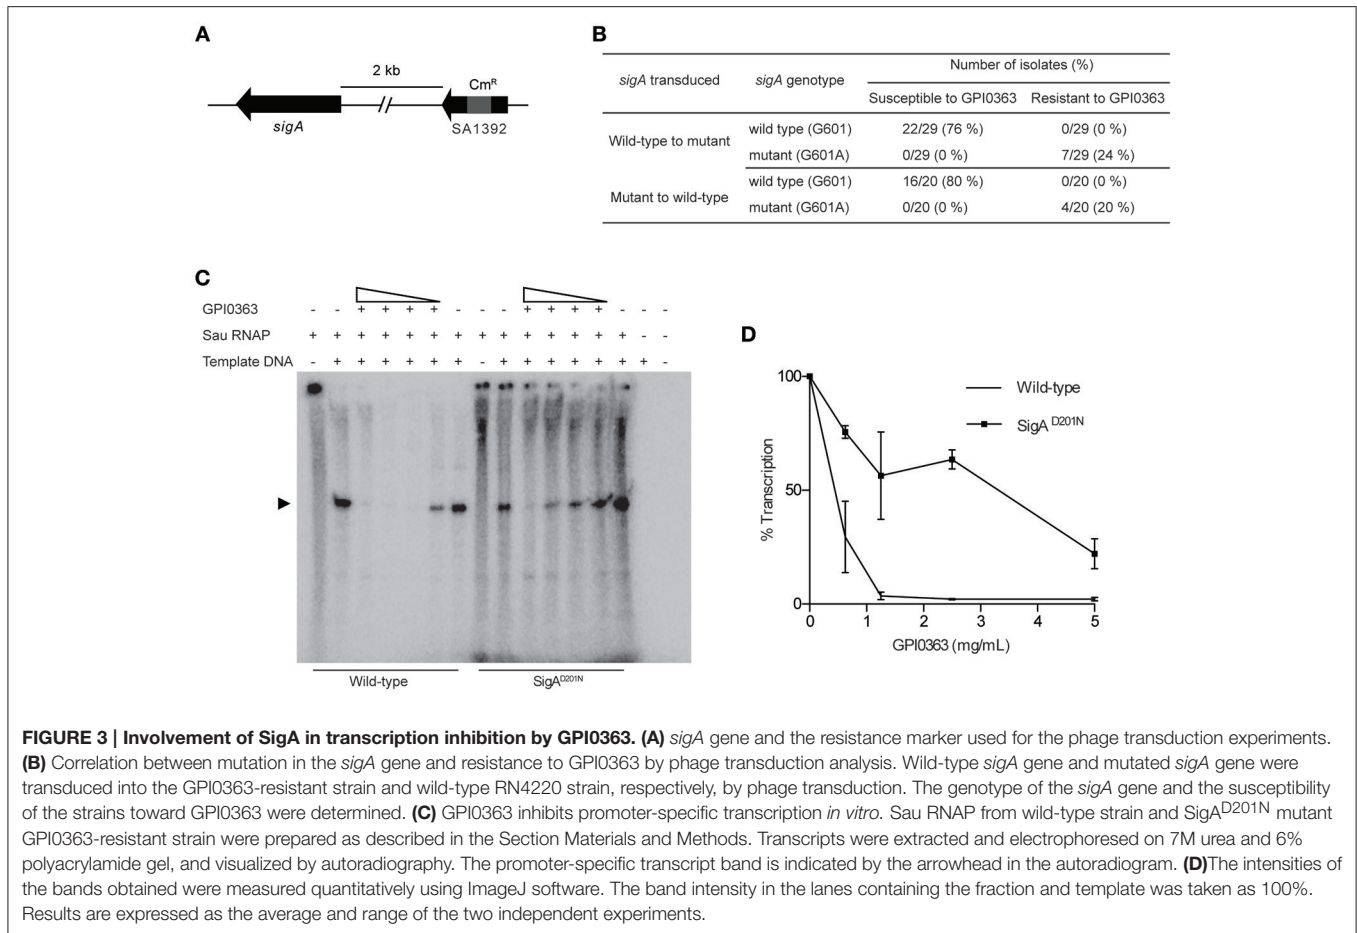 A
2 kb
Cmᴿ
sigA
SA1392
B
sigA transduced sigA genotype Number of isolates (%)
Susceptible to GPI0363 Resistant to GPI0363
Wild-type to mutant wild type (G601) 22/29 (76 %) 0/29 (0 %)
mutant (G601A) 0/29 (0 %) 7/29 (24 %)
Mutant to wild-type wild type (G601) 16/20 (80 %) 0/20 (0 %)
mutant (G601A) 0/20 (0 %) 4/20 (20 %)
C
GPI0363 - - + + + + - - - + + + + - - -
Sau RNAP + + + + + + + + + + + + + + - -
Template DNA - + + + + + + - + + + + + + + -
Wild-type SigAᴰ²⁰¹ᴺ
D
Wild-type
SigA ᴰ²⁰¹ᴺ
% Transcription
100
50
0
0 1 2 3 4 5
GPI0363 (mg/mL)
FIGURE 3 | Involvement of SigA in transcription inhibition by GPI0363. (A) sigA gene and the resistance marker used for the phage transduction experiments.
(B) Correlation between mutation in the sigA gene and resistance to GPI0363 by phage transduction analysis. Wild-type sigA gene and mutated sigA gene were
transduced into the GPI0363-resistant strain and wild-type RN4220 strain, respectively, by phage transduction. The genotype of the sigA gene and the susceptibility
of the strains toward GPI0363 were determined. (C) GPI0363 inhibits promoter-specific transcription in vitro. Sau RNAP from wild-type strain and SigAᴰ²⁰¹ᴺ mutant
GPI0363-resistant strain were prepared as described in the Section Materials and Methods. Transcripts were extracted and electrophoresed on 7M urea and 6%
polyacrylamide gel, and visualized by autoradiography. The promoter-specific transcript band is indicated by the arrowhead in the autoradiogram. (D)The intensities of
the bands obtained were measured quantitatively using ImageJ software. The band intensity in the lanes containing the fraction and template was taken as 100%.
Results are expressed as the average and range of the two independent experiments.